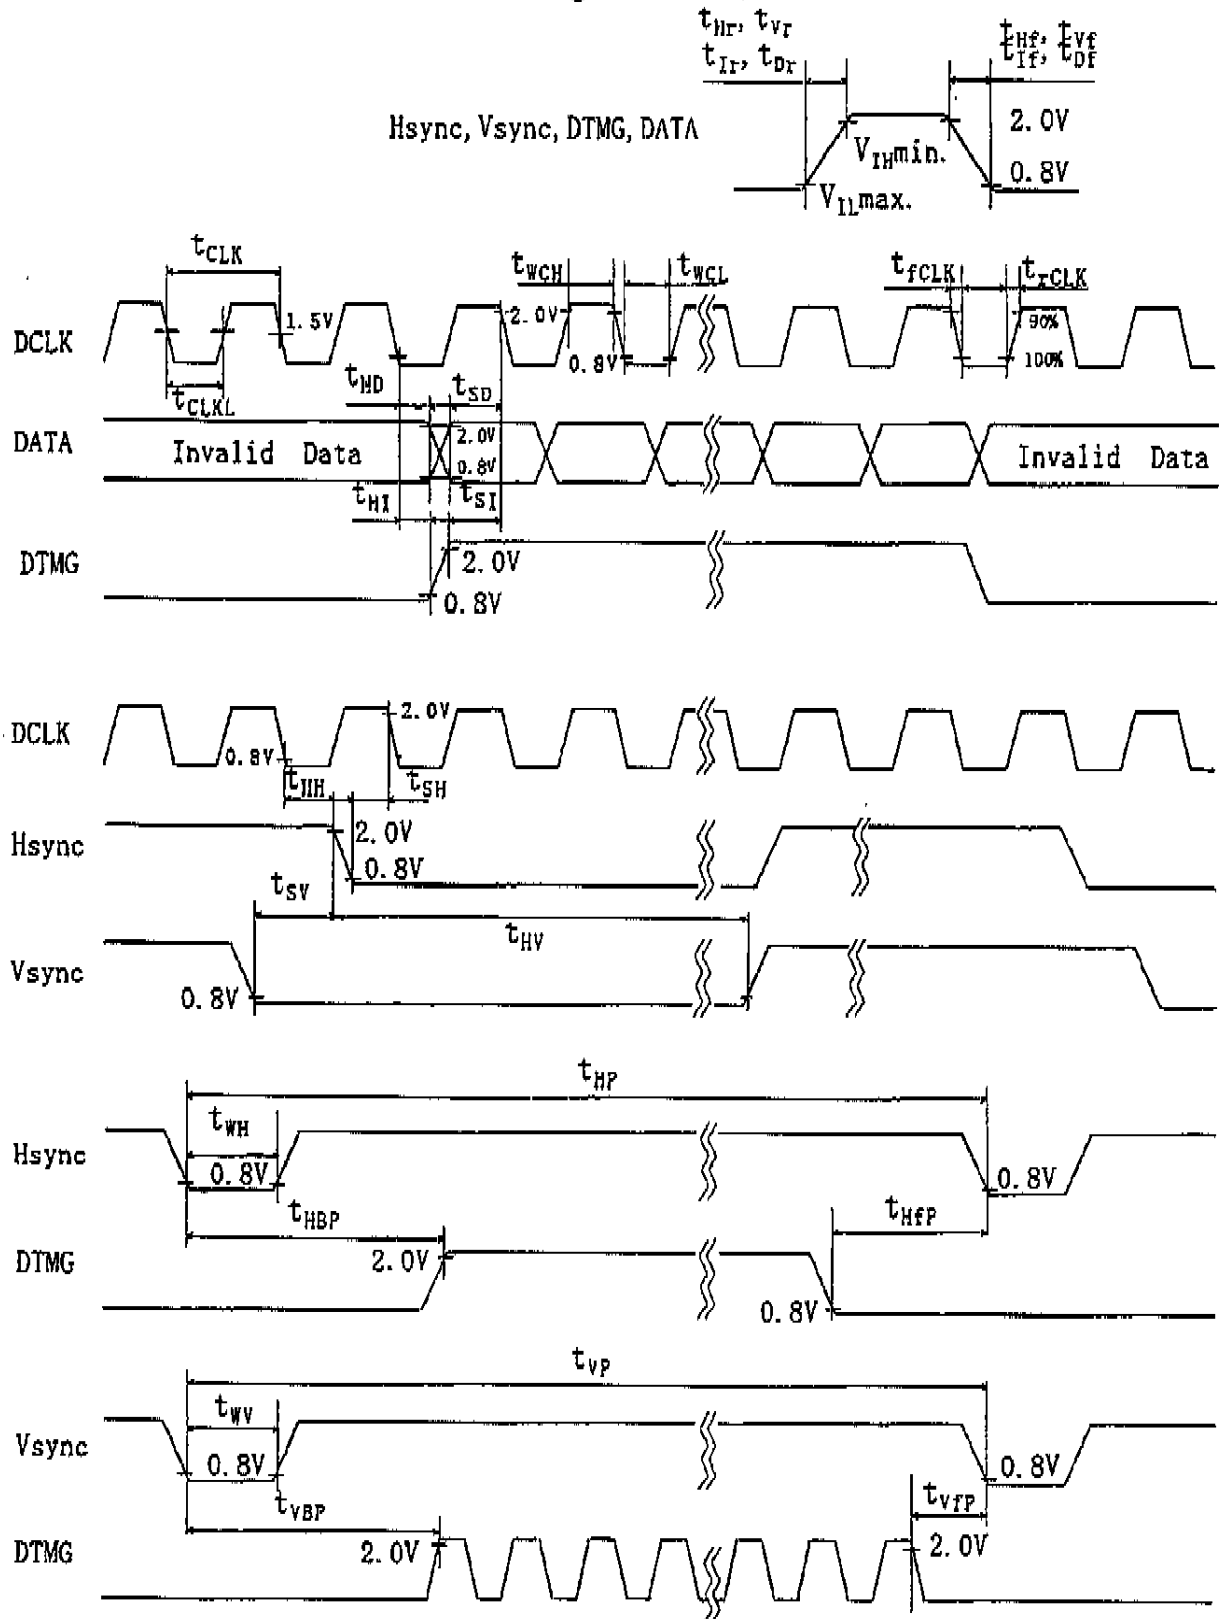 tHr, tVr
tIr, tDr
tHf, tVf
tIf, tDf
Hsync, Vsync, DTMG, DATA
2.0V
VIHmin.
0.8V
VILmax.
tCLK
tWCH
tWCL
tfCLK
trCLK
DCLK
1.5V
2.0V
0.8V
90%
100%
tCLKL
tHD
tSD
DATA
Invalid Data
2.0V
0.8V
Invalid Data
tHI
tSI
DTMG
2.0V
0.8V
DCLK
2.0V
0.8V
tHH
tSH
Hsync
2.0V
0.8V
tSV
tHV
Vsync
0.8V
tHP
tWH
Hsync
0.8V
0.8V
tHBP
tHfP
DTMG
2.0V
0.8V
tVP
tWV
Vsync
0.8V
0.8V
tVBP
tVfP
DTMG
2.0V
2.0V